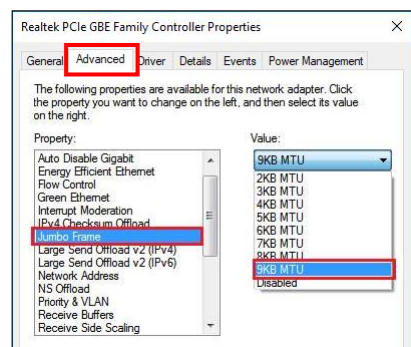 Realtek PCIe GBE Family Controller Properties
General Advanced Driver Details Events Power Management
The following properties are available for this network adapter. Click
the property you want to change on the left, and then select its value
on the right.
Property:
Value:
Auto Disable Gigabit
Energy Efficient Ethernet
Flow Control
Green Ethernet
Interrupt Moderation
IPv4 Checksum Offload
Jumbo Frame
Large Send Offload v2 (IPv4)
Large Send Offload v2 (IPv6)
Network Address
NS Offload
Priority & VLAN
Receive Buffers
Receive Side Scaling
9KB MTU
2KB MTU
3KB MTU
4KB MTU
5KB MTU
6KB MTU
7KB MTU
8KB MTU
9KB MTU
Disabled